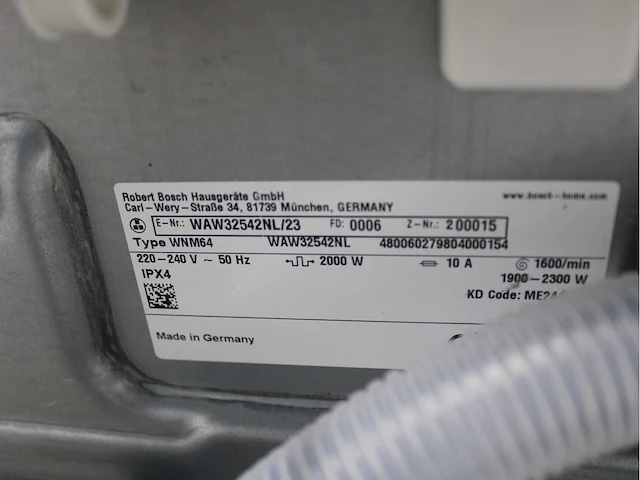 Robert Bosch Hausgeräte GmbH www.bosch-home.com
Carl-Wery-Straße 34, 81739 München, GERMANY
E-Nr.: WAW32542NL/23 FD: 0006 Z-Nr.: 200015
Type WNM64 WAW32542NL 480060279804000154
220-240 V ~ 50 Hz 2000 W 10 A 1600/min
IPX4 1900-2300 W
KD Code: ME24
Made in Germany